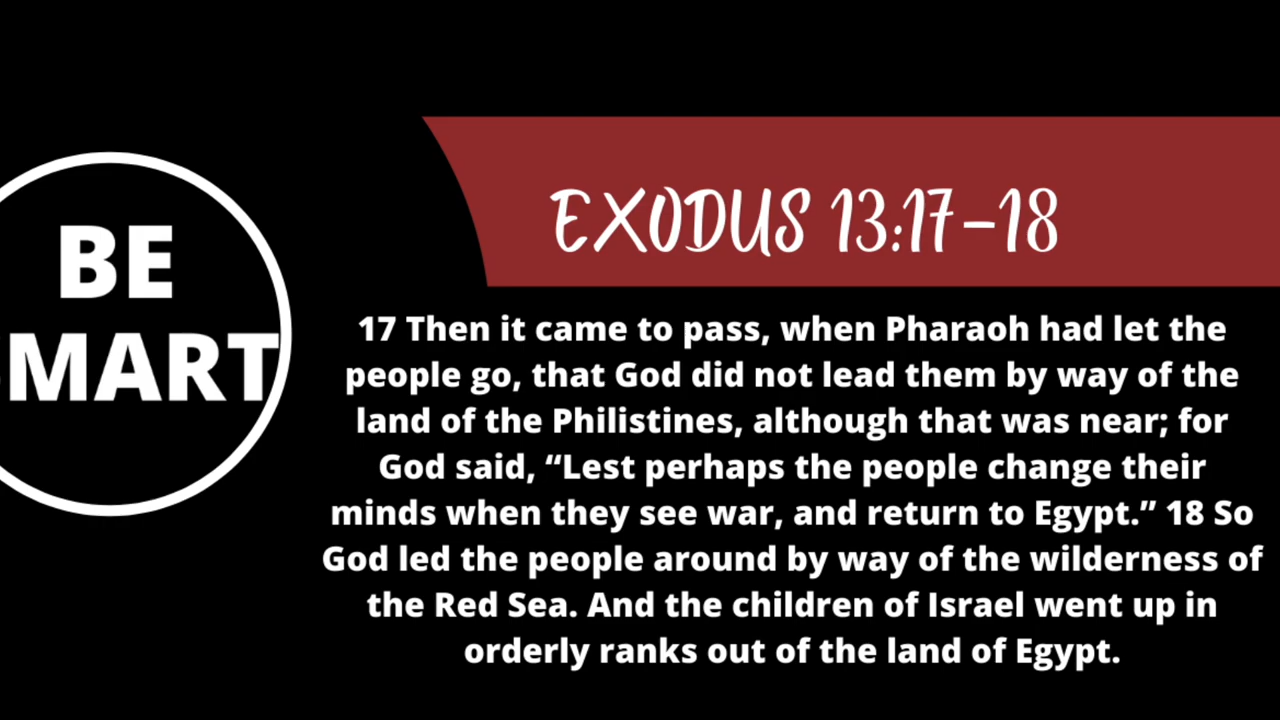 BE
SMART
EXODUS 13:17-18
17 Then it came to pass, when Pharaoh had let the
people go, that God did not lead them by way of the
land of the Philistines, although that was near; for
God said, “Lest perhaps the people change their
minds when they see war, and return to Egypt.” 18 So
God led the people around by way of the wilderness of
the Red Sea. And the children of Israel went up in
orderly ranks out of the land of Egypt.